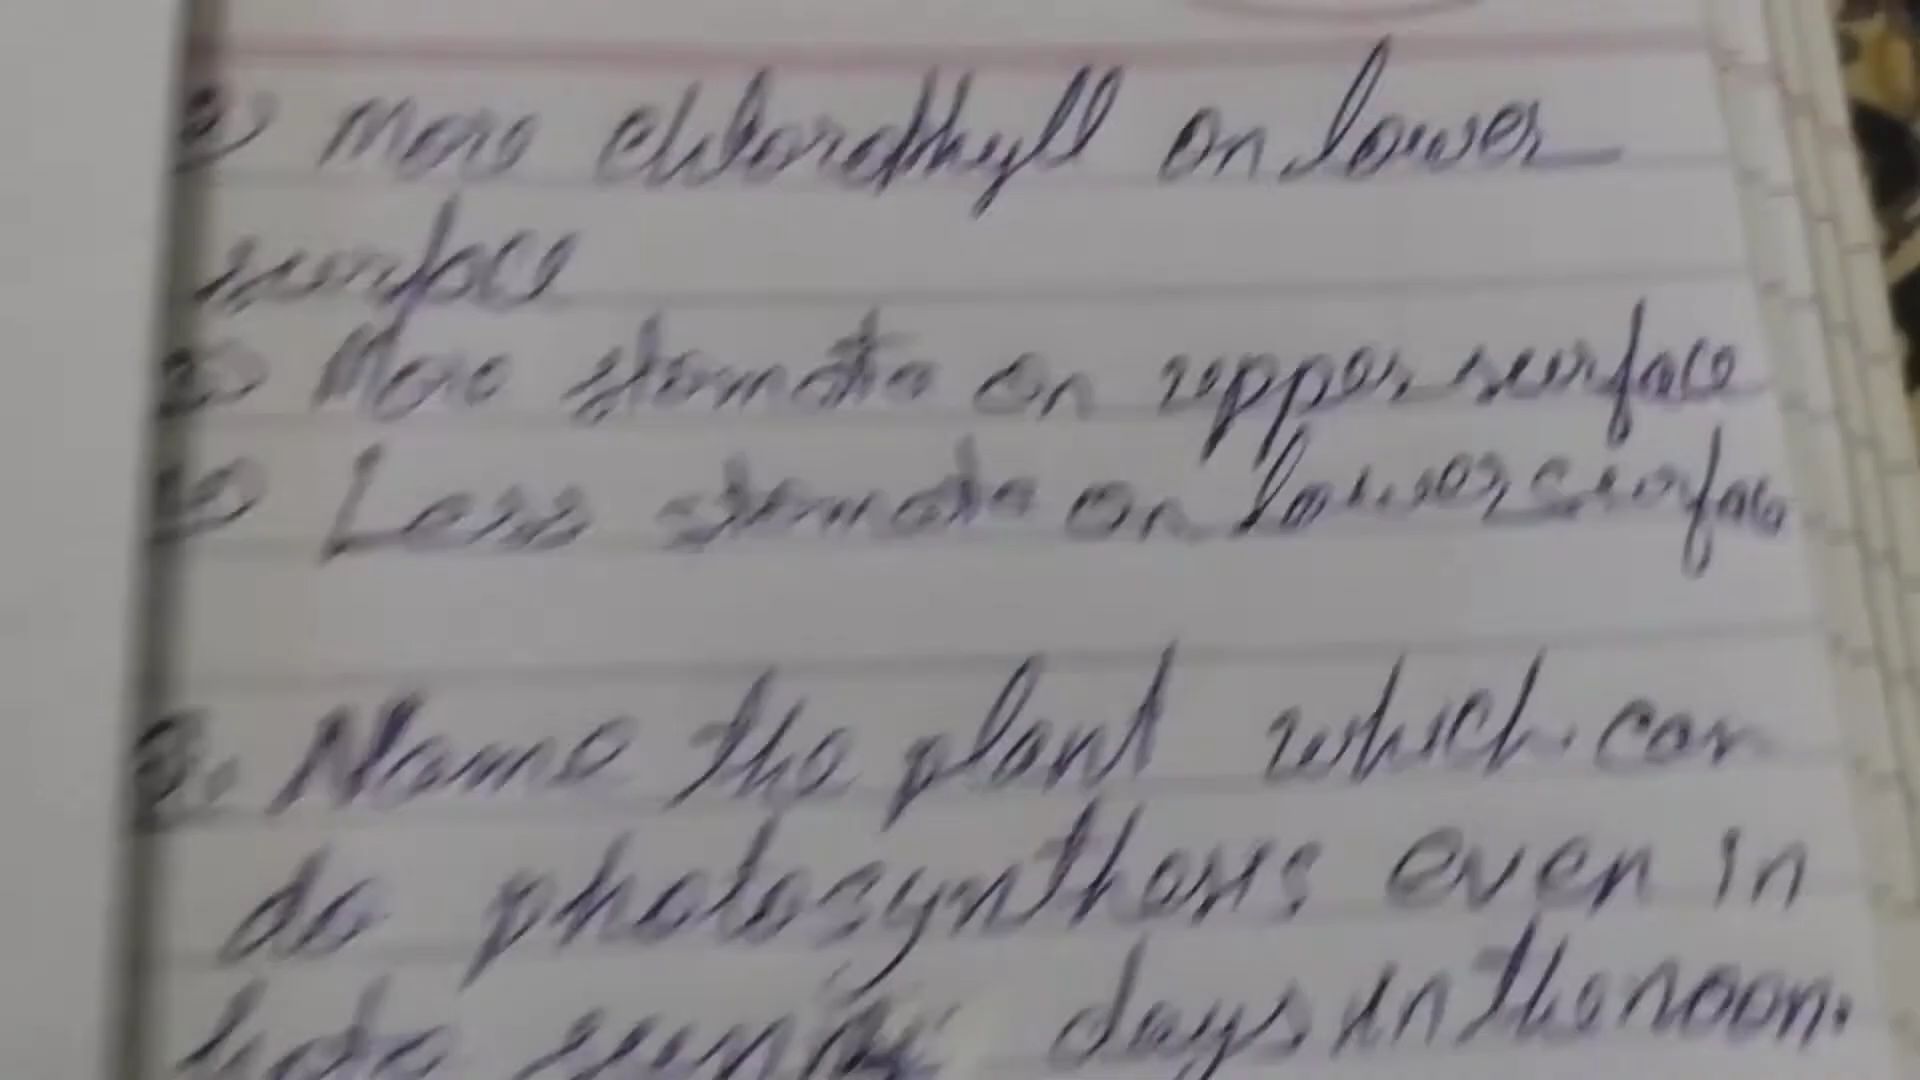 More chlorophyll on lower
surface
More stomata on upper surface
Less stomata on lower surface
Name the plant which can
do photosynthesis even in
days in the noon.